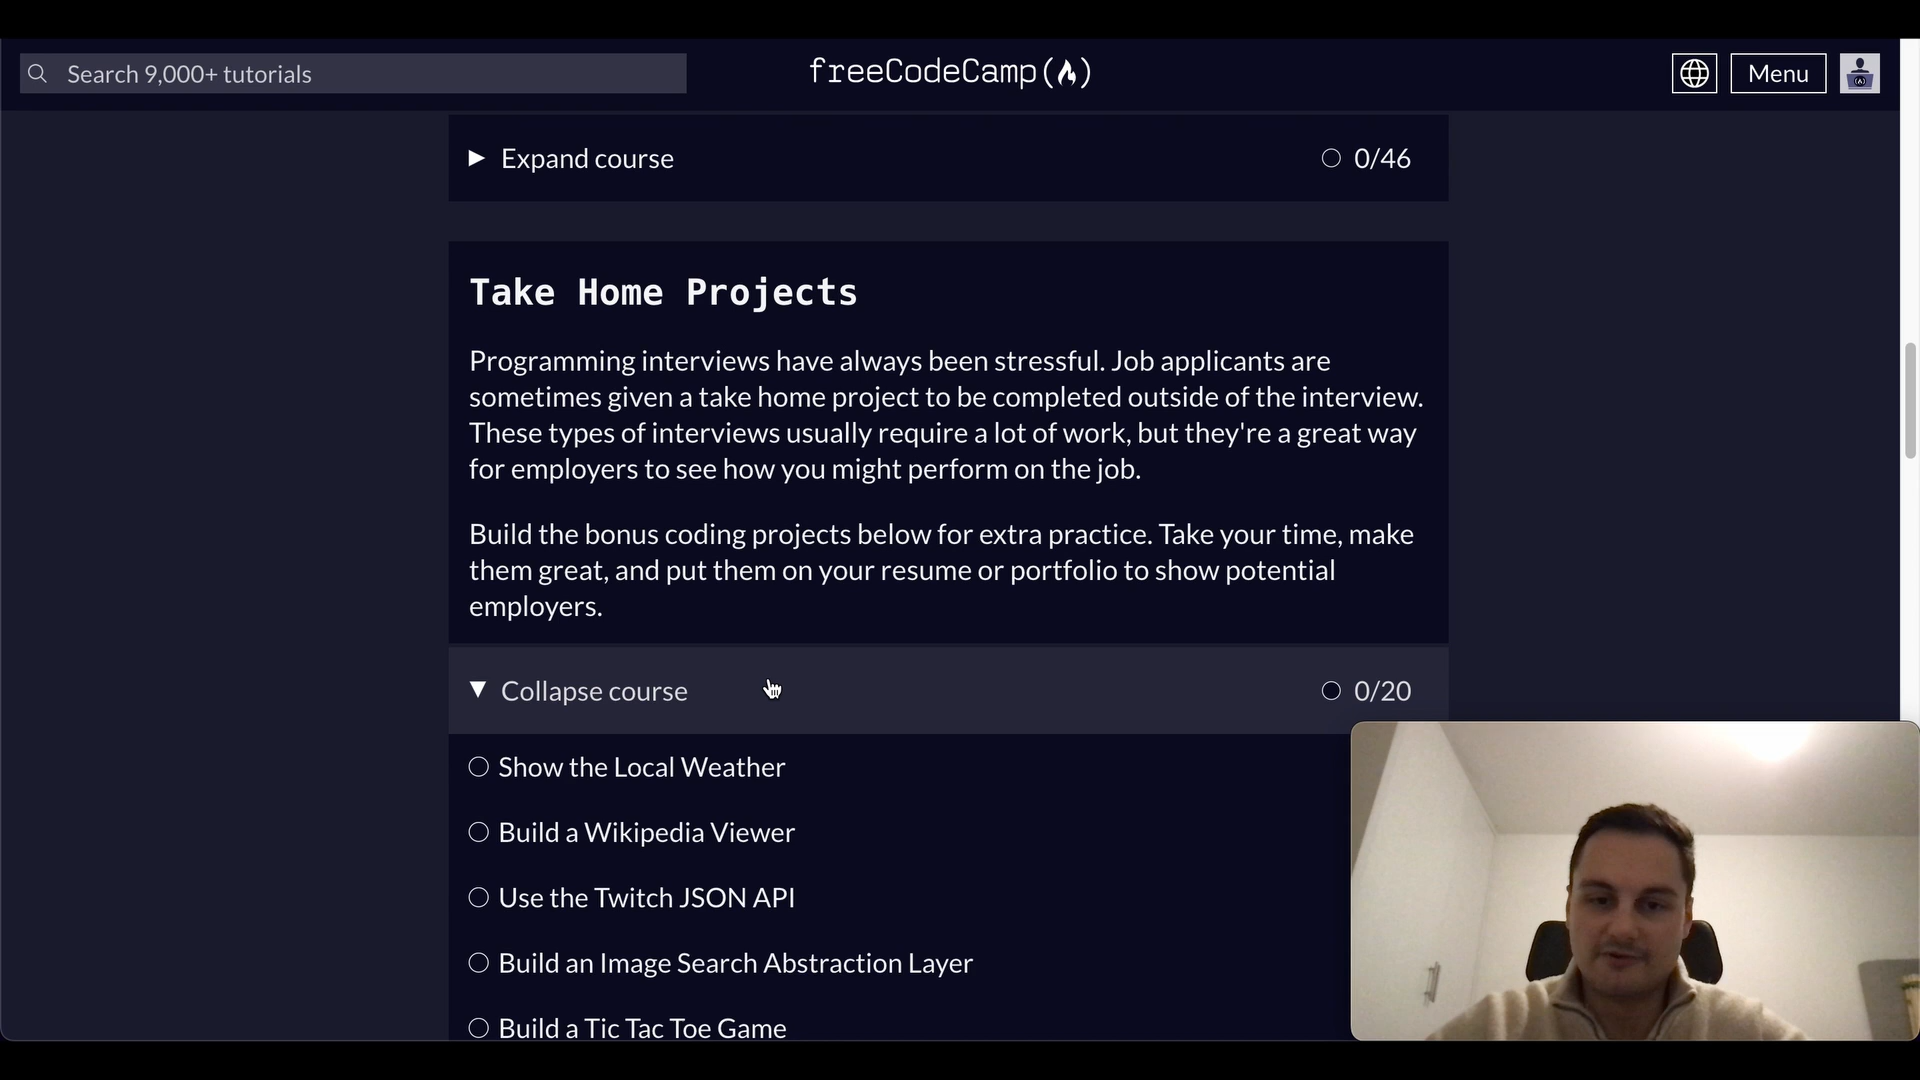 Search 9,000+ tutorials
freeCodeCamp
Menu
Expand course
0/46
Take Home Projects
Programming interviews have always been stressful. Job applicants are
sometimes given a take home project to be completed outside of the interview.
These types of interviews usually require a lot of work, but they're a great way
for employers to see how you might perform on the job.
Build the bonus coding projects below for extra practice. Take your time, make
them great, and put them on your resume or portfolio to show potential
employers.
Collapse course
0/20
Show the Local Weather
Build a Wikipedia Viewer
Use the Twitch JSON API
Build an Image Search Abstraction Layer
Build a Tic Tac Toe Game